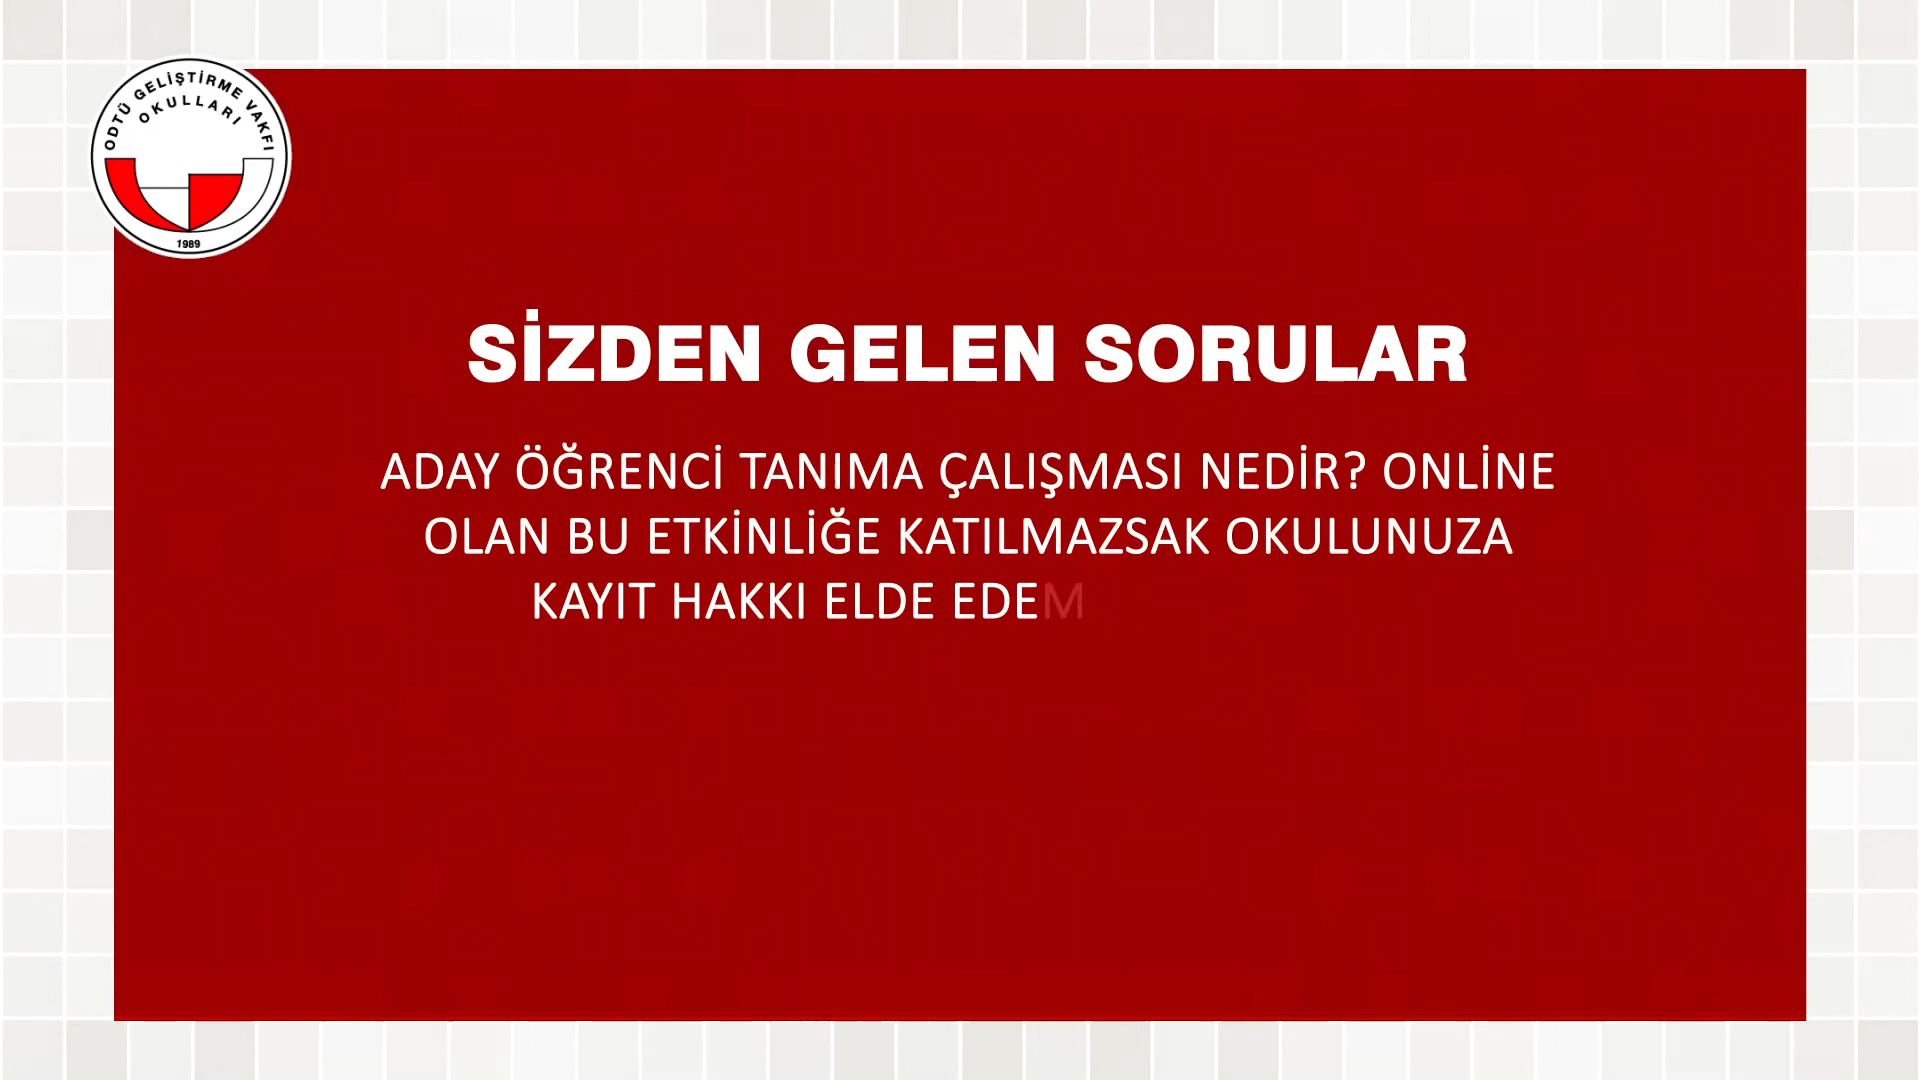 ODTÜ GELİŞTİRME VAKFI
OKULLARI
1989
SİZDEN GELEN SORULAR
ADAY ÖĞRENCİ TANIMA ÇALIŞMASI NEDİR? ONLİNE
OLAN BU ETKİNLİĞE KATILMAZSAK OKULUNUZA
KAYIT HAKKI ELDE EDEM